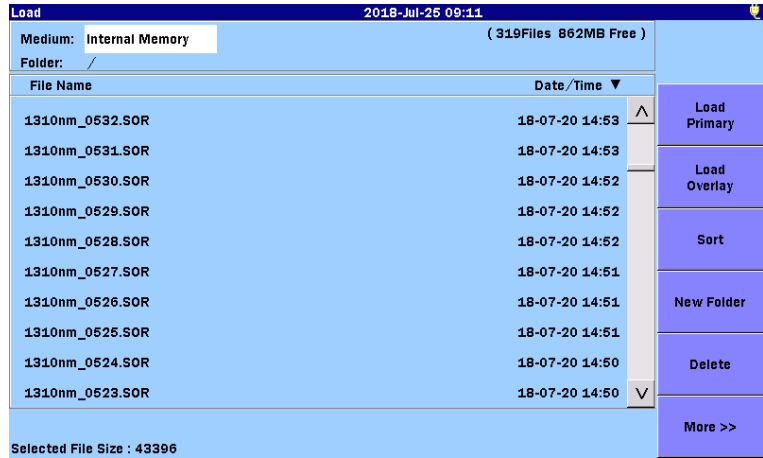 Load 2018-Jul-25 09:11
Medium: Internal Memory (319Files 862MB Free )
Folder: /
File Name Date/Time ▼
1310nm_0532.SOR 18-07-20 14:53
1310nm_0531.SOR 18-07-20 14:53
1310nm_0530.SOR 18-07-20 14:52
1310nm_0529.SOR 18-07-20 14:52
1310nm_0528.SOR 18-07-20 14:52
1310nm_0527.SOR 18-07-20 14:51
1310nm_0526.SOR 18-07-20 14:51
1310nm_0525.SOR 18-07-20 14:51
1310nm_0524.SOR 18-07-20 14:50
1310nm_0523.SOR 18-07-20 14:50
Selected File Size : 43396
Load
Primary
Load
Overlay
Sort
New Folder
Delete
More >>